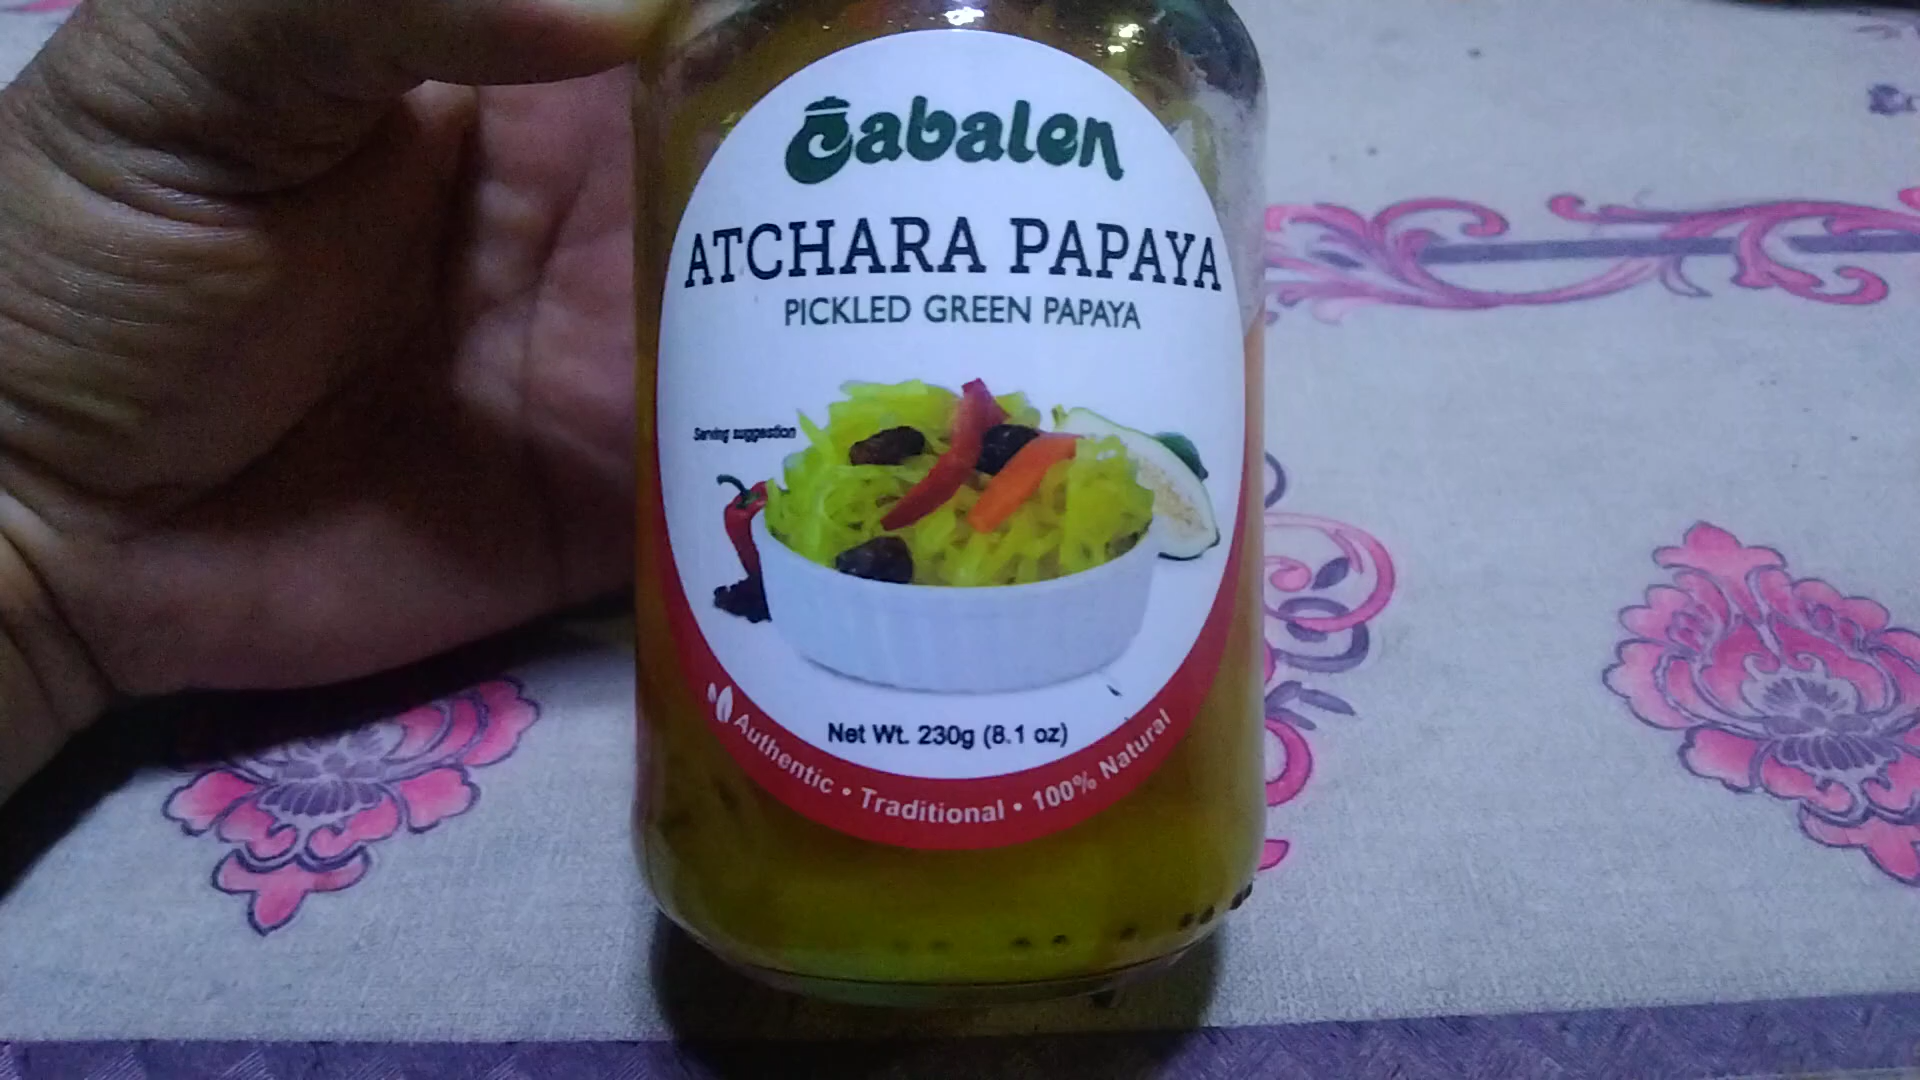 Cabalen
ATCHARA PAPAYA
PICKLED GREEN PAPAYA
Serving suggestion
Net Wt. 230g (8.1 oz)
Authentic • Traditional • 100% Natural